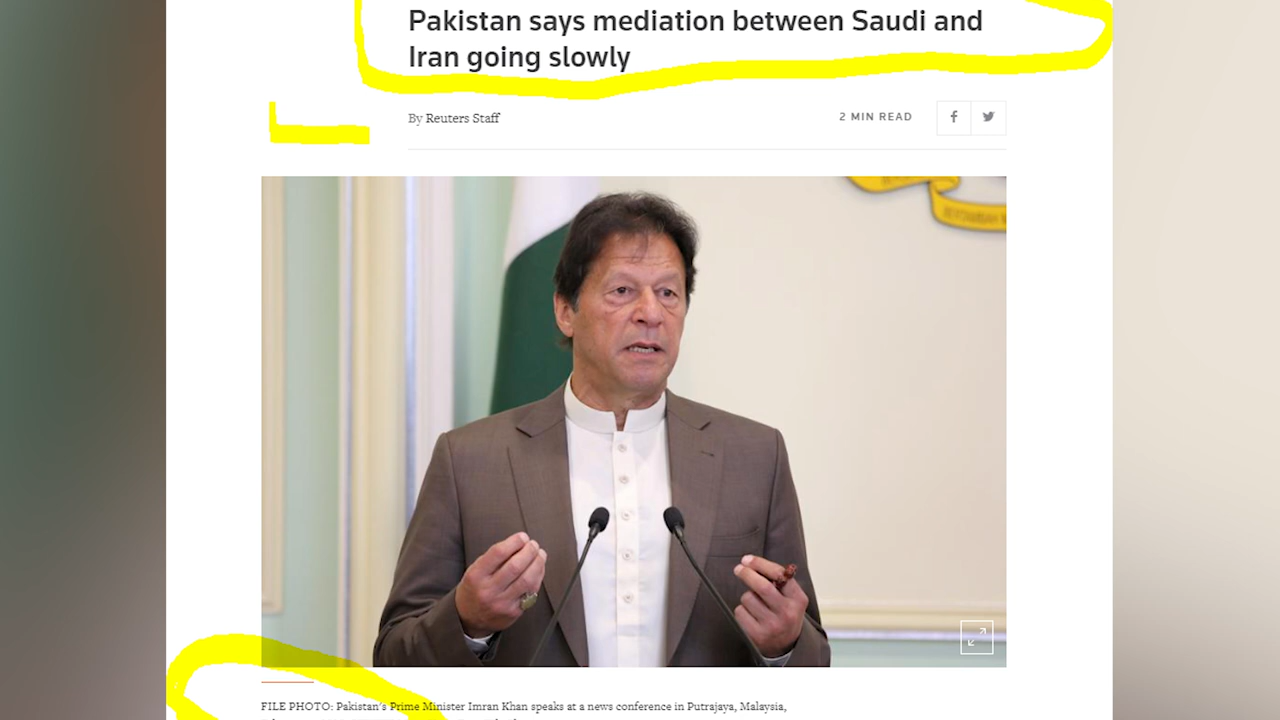 Pakistan says mediation between Saudi and
Iran going slowly
By Reuters Staff
2 MIN READ
FILE PHOTO: Pakistan's Prime Minister Imran Khan speaks at a news conference in Putrajaya, Malaysia,